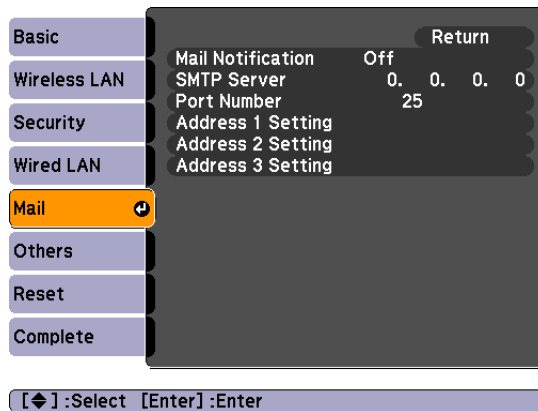 Basic
Wireless LAN
Security
Wired LAN
Mail
Others
Reset
Complete
Return
Mail Notification Off
SMTP Server 0. 0. 0. 0
Port Number 25
Address 1 Setting
Address 2 Setting
Address 3 Setting
[◆] :Select [Enter] :Enter